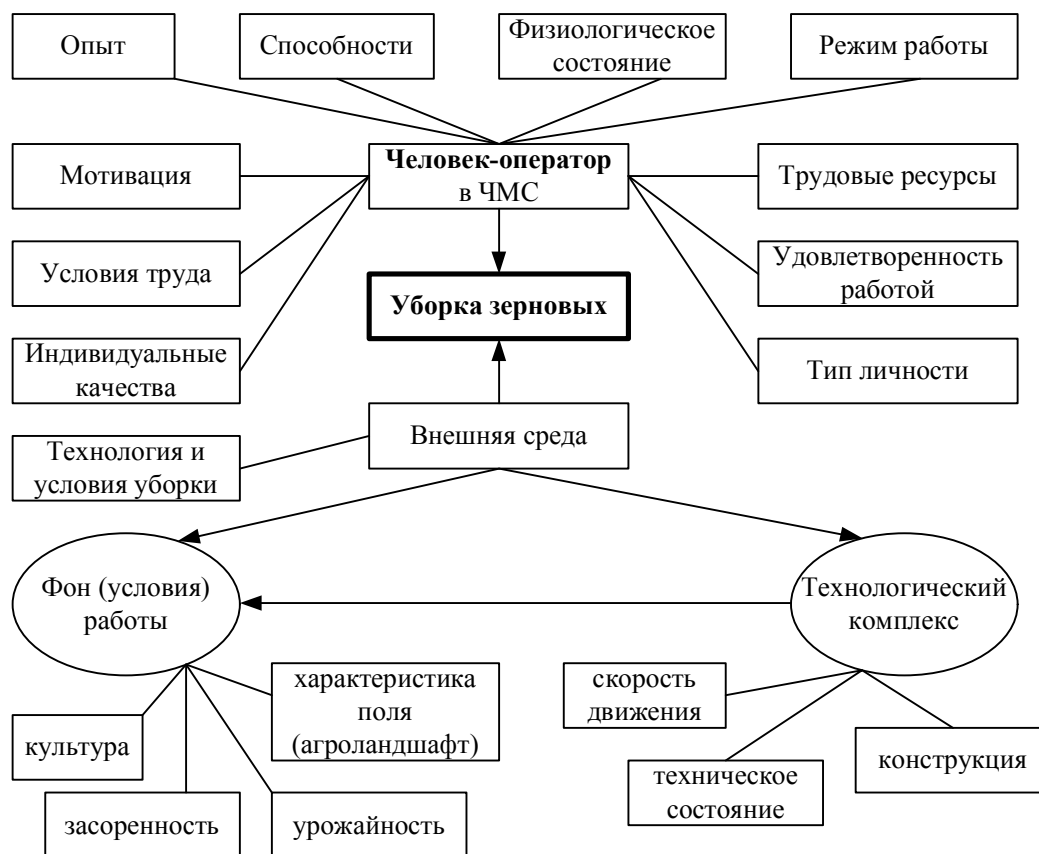 Опыт
Способности
Физиологическое
состояние
Режим работы
Мотивация
Человек-оператор
в ЧМС
Трудовые ресурсы
Условия труда
Уборка зерновых
Удовлетворенность
работой
Индивидуальные
качества
Тип личности
Внешняя среда
Технология и
условия уборки
Фон (условия)
работы
Технологический
комплекс
характеристика
поля
(агроландшафт)
скорость
движения
культура
конструкция
техническое
состояние
засоренность
урожайность